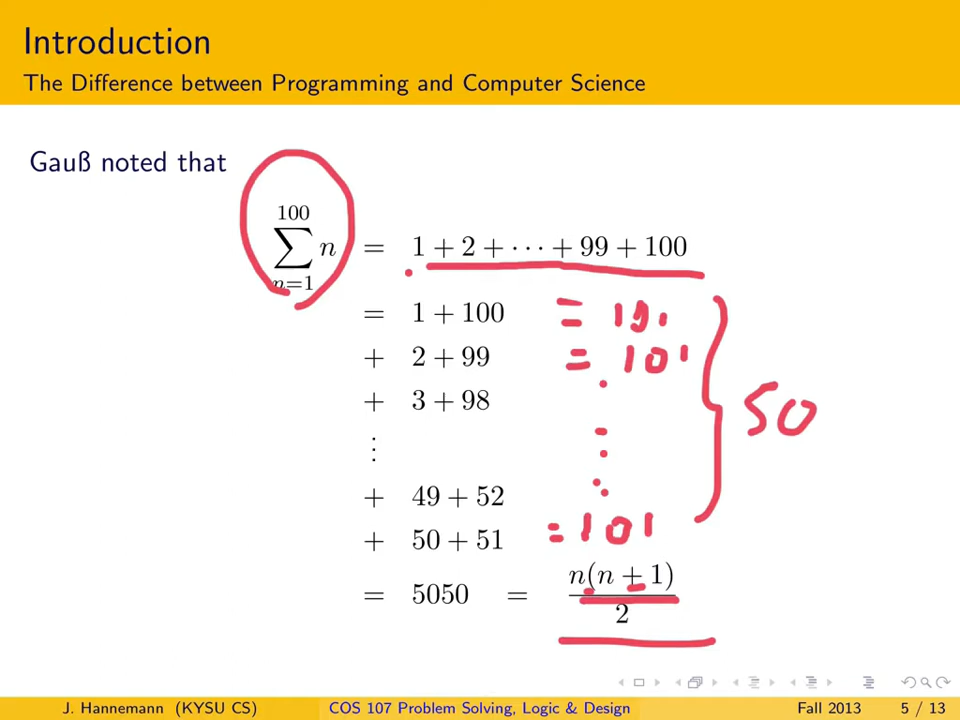 Introduction
The Difference between Programming and Computer Science
Gauß noted that
100
∑ n = 1 + 2 + ··· + 99 + 100
n=1
= 1 + 100 = 101
+ 2 + 99 = 101
+ 3 + 98
⋮
50
+ 49 + 52
+ 50 + 51 = 101
= 5050 = n(n + 1)
2
J. Hannemann (KYSU CS) COS 107 Problem Solving, Logic & Design Fall 2013 5 / 13